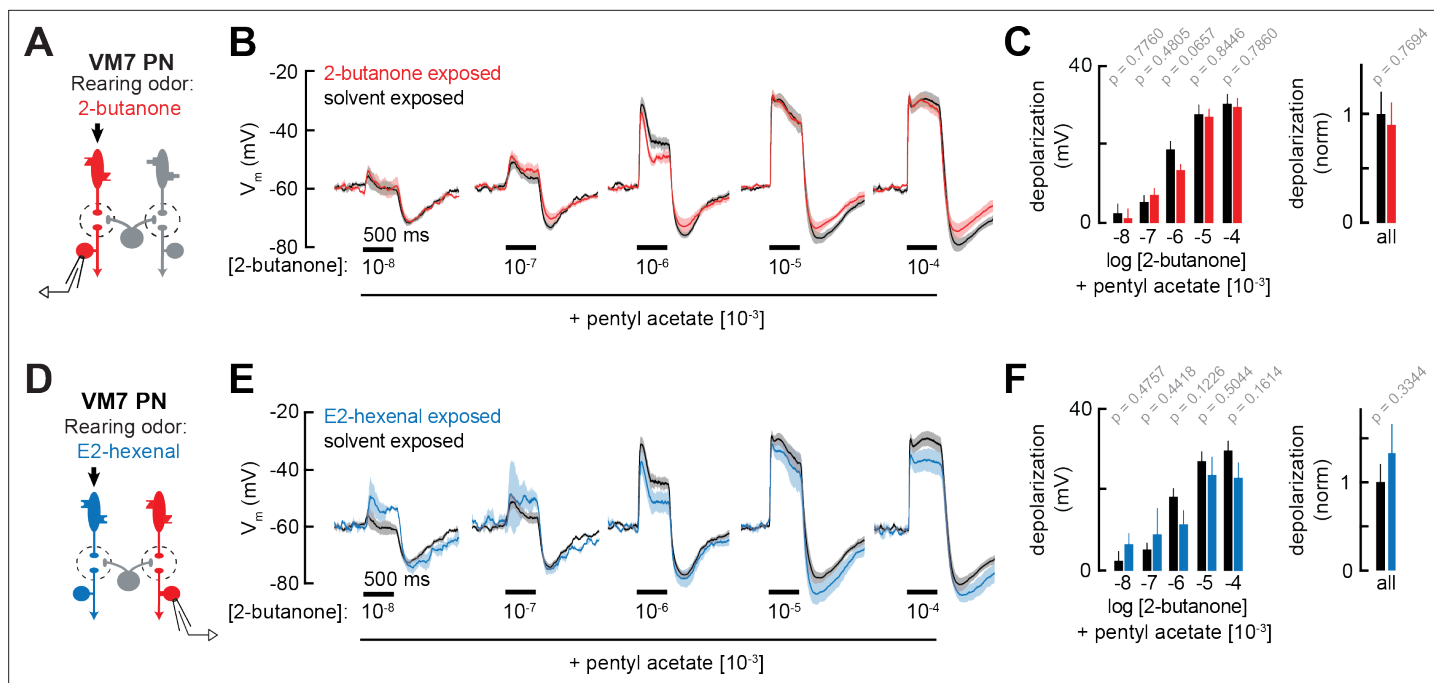 A
VM7 PN
Rearing odor:
2-butanone
B
-20
-40
-60
-80
Vm (mV)
2-butanone exposed
solvent exposed
500 ms
[2-butanone]:
10-8
10-7
10-6
10-5
10-4
+ pentyl acetate [10-3]
C
p = 0.7760
p = 0.4805
p = 0.0657
p = 0.8446
p = 0.7860
40
0
depolarization
(mV)
-8 -7 -6 -5 -4
log [2-butanone]
+ pentyl acetate [10-3]
p = 0.7694
depolarization
(norm)
1
0
all
D
VM7 PN
Rearing odor:
E2-hexenal
E
-20
-40
-60
-80
Vm (mV)
E2-hexenal exposed
solvent exposed
500 ms
[2-butanone]:
10-8
10-7
10-6
10-5
10-4
+ pentyl acetate [10-3]
F
p = 0.4757
p = 0.4418
p = 0.1226
p = 0.5044
p = 0.1614
40
0
depolarization
(mV)
-8 -7 -6 -5 -4
log [2-butanone]
+ pentyl acetate [10-3]
p = 0.3344
depolarization
(norm)
1
0
all